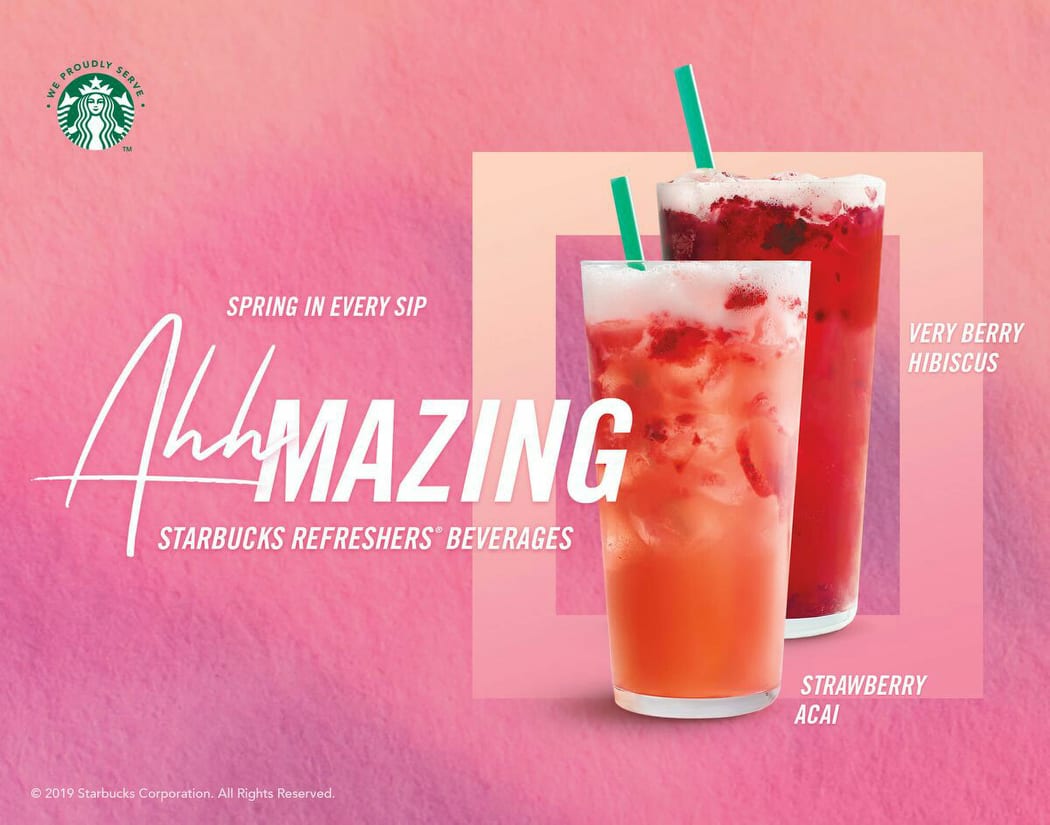 • WE PROUDLY SERVE •
TM
SPRING IN EVERY SIP
AhhMAZING
STARBUCKS REFRESHERS® BEVERAGES
VERY BERRY
HIBISCUS
STRAWBERRY
ACAI
© 2019 Starbucks Corporation. All Rights Reserved.